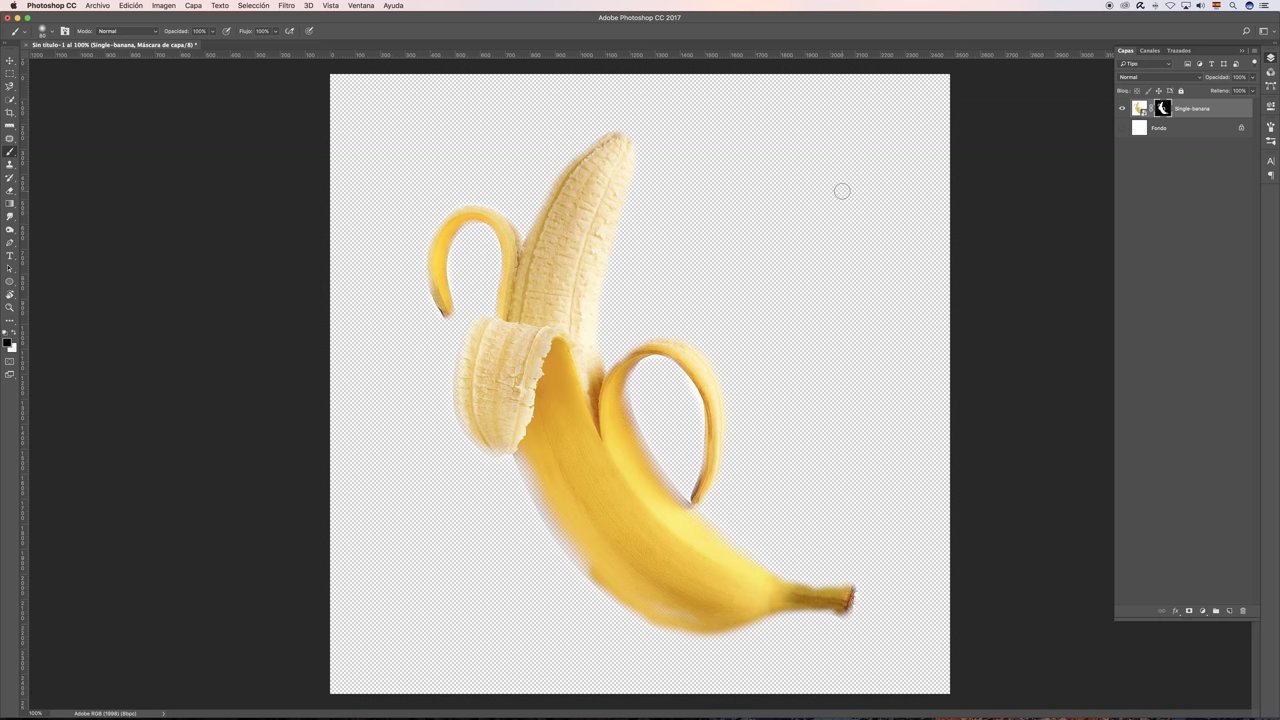 Photoshop CC Archivo Edición Imagen Capa Texto Selección Filtro 3D Vista Ventana Ayuda
Adobe Photoshop CC 2017
80 Modo: Normal Opacidad: 100% Flujo: 100%
Sin título-1 al 100% (Single-banana, Máscara de capa/8) *
Capas Canales Trazados
Tipo
Normal Opacidad: 100%
Bloq.: Relleno: 100%
Single-banana
Fondo
100% Adobe RGB (1998) (8bpc)